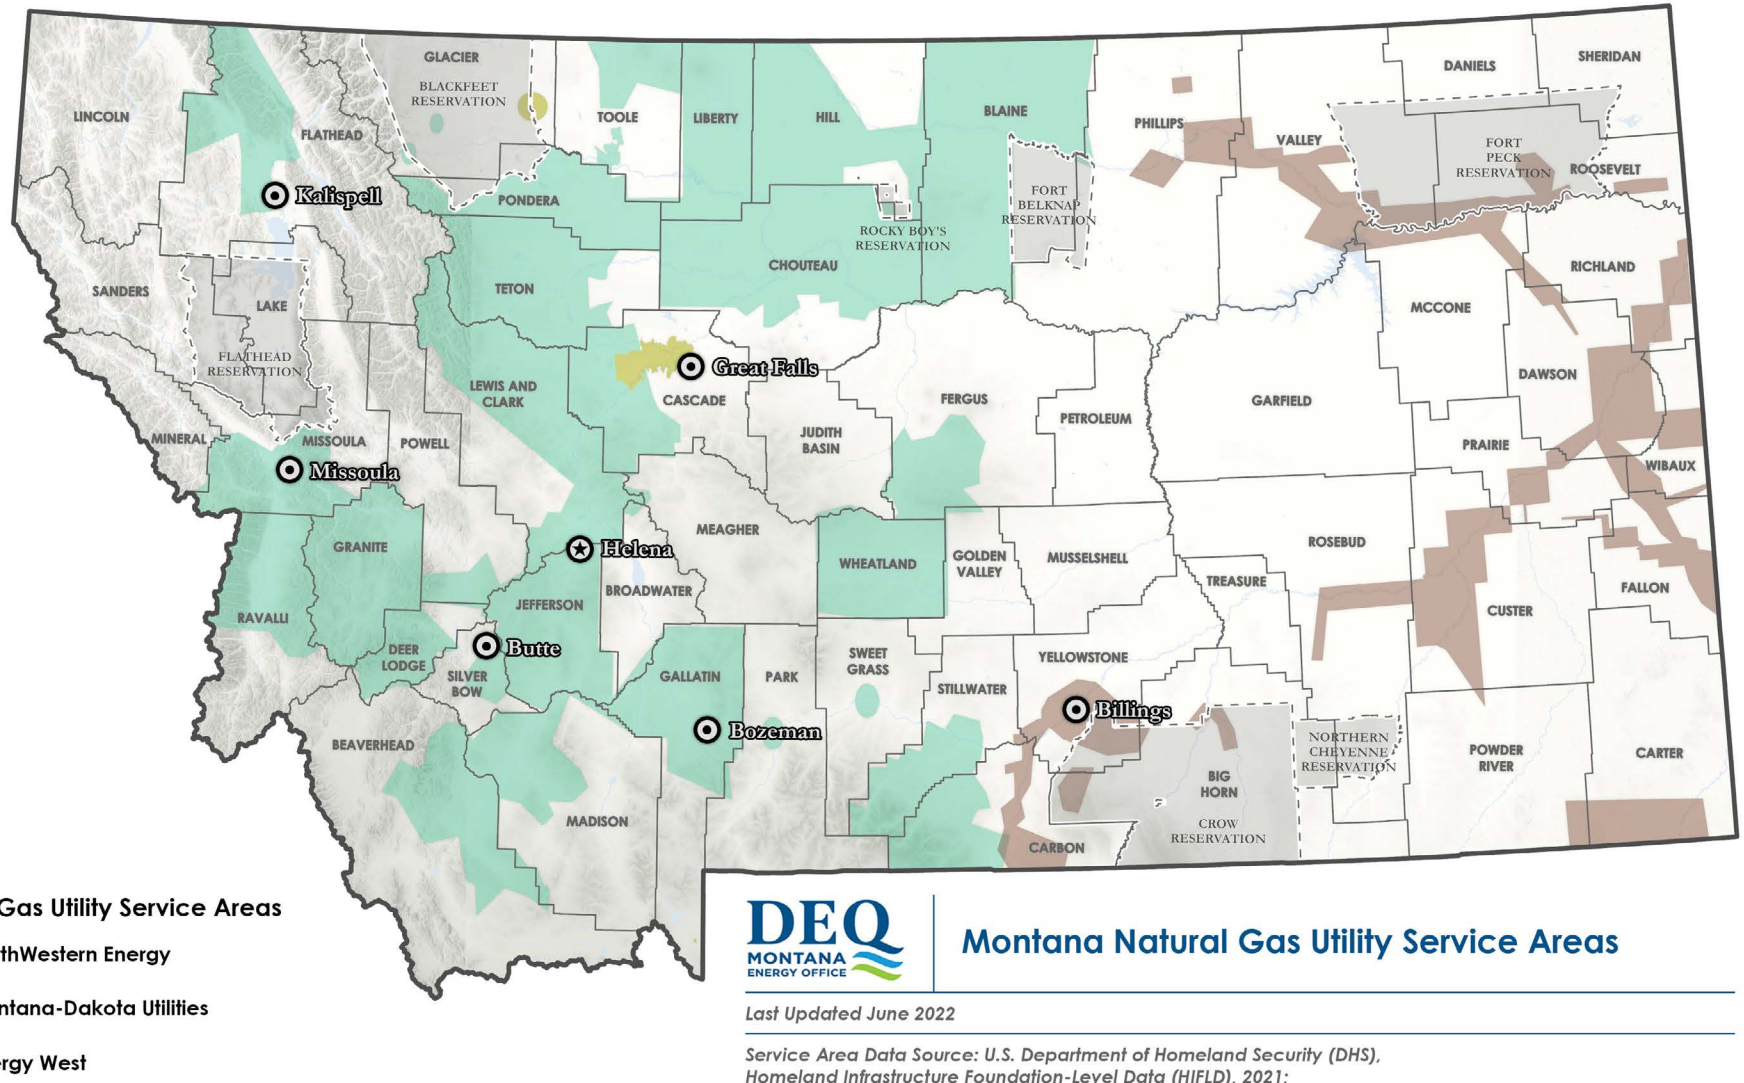 GLACIER
BLACKFEET
RESERVATION
LINCOLN
FLATHEAD
TOOLE
LIBERTY
HILL
BLAINE
PHILLIPS
VALLEY
DANIELS
SHERIDAN
FORT
PECK
RESERVATION
ROOSEVELT
Kalispell
PONDERA
FORT
BELKNAP
RESERVATION
ROCKY BOY'S
RESERVATION
SANDERS
LAKE
FLATHEAD
RESERVATION
TETON
CHOUTEAU
RICHLAND
MCCONE
LEWIS AND
CLARK
Great Falls
CASCADE
JUDITH
BASIN
FERGUS
PETROLEUM
GARFIELD
DAWSON
PRAIRIE
WIBAUX
MINERAL
MISSOULA
Missoula
POWELL
GRANITE
Helena
MEAGHER
BROADWATER
WHEATLAND
GOLDEN
VALLEY
MUSSELSHELL
TREASURE
ROSEBUD
CUSTER
FALLON
RAVALLI
DEER
LODGE
JEFFERSON
Butte
SILVER
BOW
GALLATIN
PARK
SWEET
GRASS
STILLWATER
YELLOWSTONE
Billings
Bozeman
BEAVERHEAD
MADISON
CARBON
BIG
HORN
CROW
RESERVATION
NORTHERN
CHEYENNE
RESERVATION
POWDER
RIVER
CARTER
Gas Utility Service Areas
thWestern Energy
ntana-Dakota Utilities
ergy West
DEQ
MONTANA
ENERGY OFFICE
Montana Natural Gas Utility Service Areas
Last Updated June 2022
Service Area Data Source: U.S. Department of Homeland Security (DHS),
Homeland Infrastructure Foundation-Level Data (HIFLD), 2021;